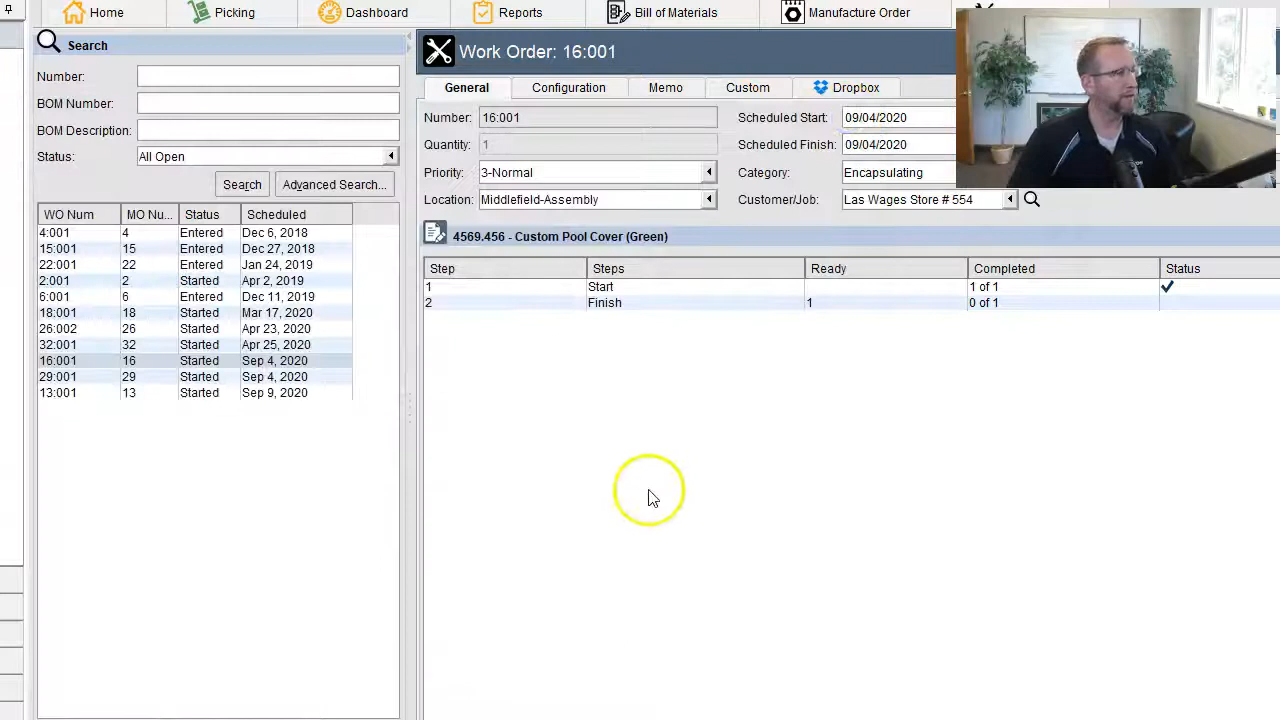 Home Picking Dashboard Reports Bill of Materials Manufacture Order
Search
Number:
BOM Number:
BOM Description:
Status: All Open
Search Advanced Search...
WO Num MO Nu... Status Scheduled
4:001 4 Entered Dec 6, 2018
15:001 15 Entered Dec 27, 2018
22:001 22 Entered Jan 24, 2019
2:001 2 Started Apr 2, 2019
6:001 6 Entered Dec 11, 2019
18:001 18 Started Mar 17, 2020
26:002 26 Started Apr 23, 2020
32:001 32 Started Apr 25, 2020
16:001 16 Started Sep 4, 2020
29:001 29 Started Sep 4, 2020
13:001 13 Started Sep 9, 2020
Work Order: 16:001
General Configuration Memo Custom Dropbox
Number: 16:001 Scheduled Start: 09/04/2020
Quantity: 1 Scheduled Finish: 09/04/2020
Priority: 3-Normal Category: Encapsulating
Location: Middlefield-Assembly Customer/Job: Las Wages Store # 554
4569.456 - Custom Pool Cover (Green)
Step Steps Ready Completed Status
1 Start 1 of 1
2 Finish 1 0 of 1